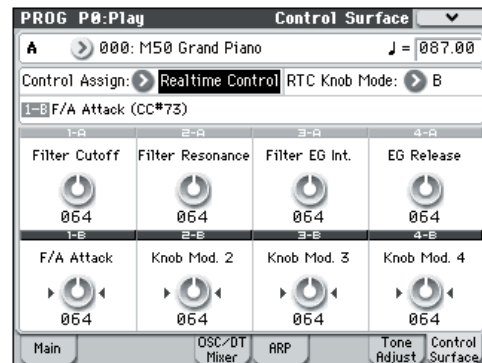 PROG P0:Play Control Surface
A 000: M50 Grand Piano ♩= 087.00
Control Assign: Realtime Control RTC Knob Mode: B
1-B F/A Attack (CC#73)
1-A 2-A 3-A 4-A
Filter Cutoff Filter Resonance Filter EG Int. EG Release
064 064 064 064
1-B 2-B 3-B 4-B
F/A Attack Knob Mod. 2 Knob Mod. 3 Knob Mod. 4
064 064 064 064
Main OSC/DT Mixer ARP Tone Adjust Control Surface